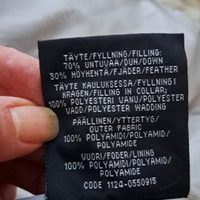 TÄYTE/FYLLNING/FILLING:
70% UNTUVAA/DUN/DOWN
30% HÖYHENTÄ/FJÄDER/FEATHER
TÄYTE KAULUKSESSA/FYLLNING I
KRAGEN/FILLING IN COLLAR;
100% POLYESTERI VANU/POLYESTER
VADD/POLYESTER WADDING
PÄÄLLINEN/YTTERTYG/
OUTER FABRIC
100% POLYAMIDI/POLYAMID/
POLYAMIDE
VUORI/FODER/LINING
100% POLYAMIDI/POLYAMID/
POLYAMIDE
CODE 1120-0550915